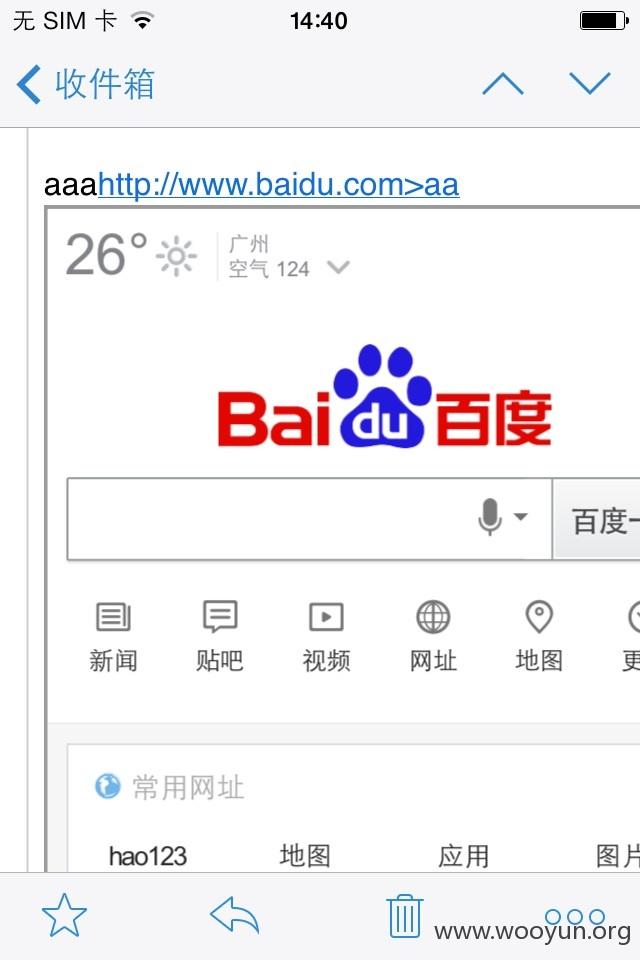 无 SIM 卡
14:40
收件箱
aaahttp://www.baidu.com>aa
26°
广州
空气 124
Bai du 百度
百度一
新闻 贴吧 视频 网址 地图 更
常用网址
hao123 地图 应用 图片
www.wooyun.org